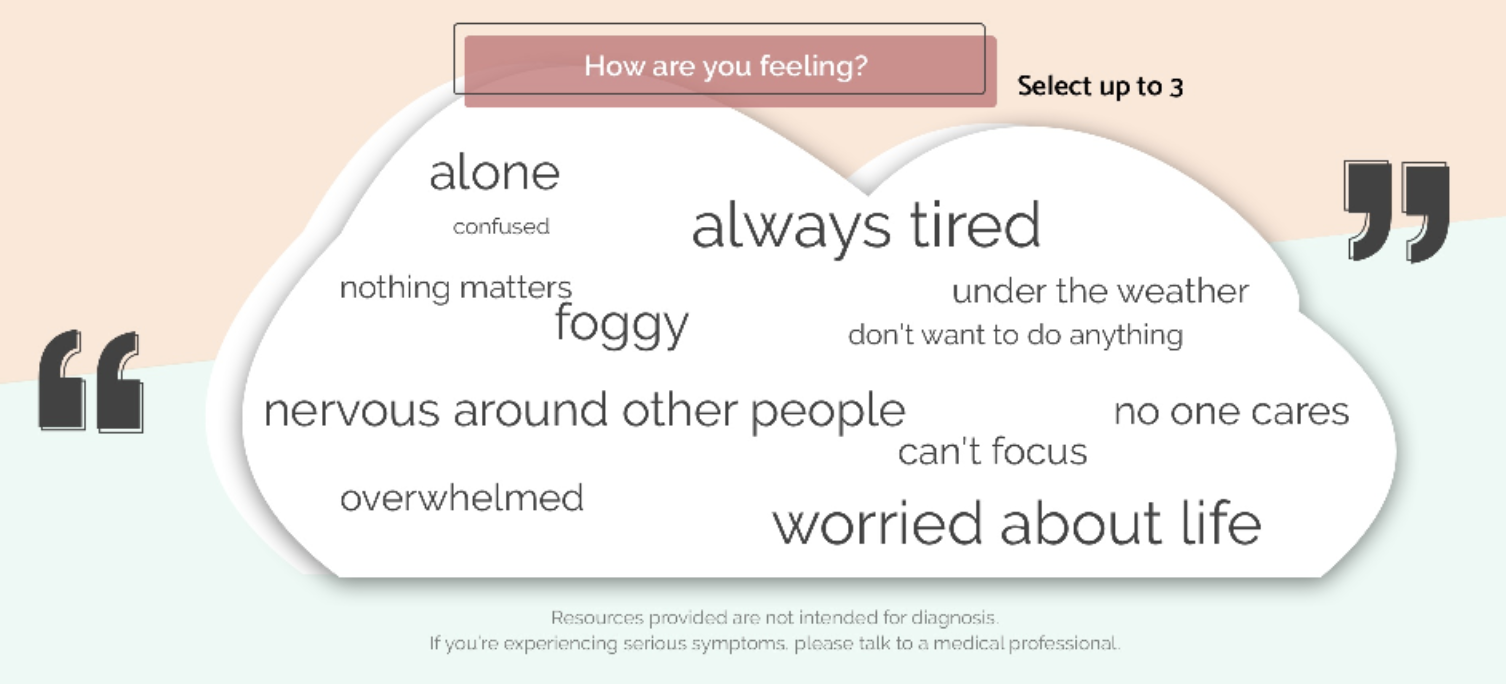 How are you feeling?
Select up to 3
alone
always tired
confused
nothing matters
under the weather
foggy
don't want to do anything
nervous around other people
no one cares
can't focus
overwhelmed
worried about life
Resources provided are not intended for diagnosis.
If you're experiencing serious symptoms, please talk to a medical professional.